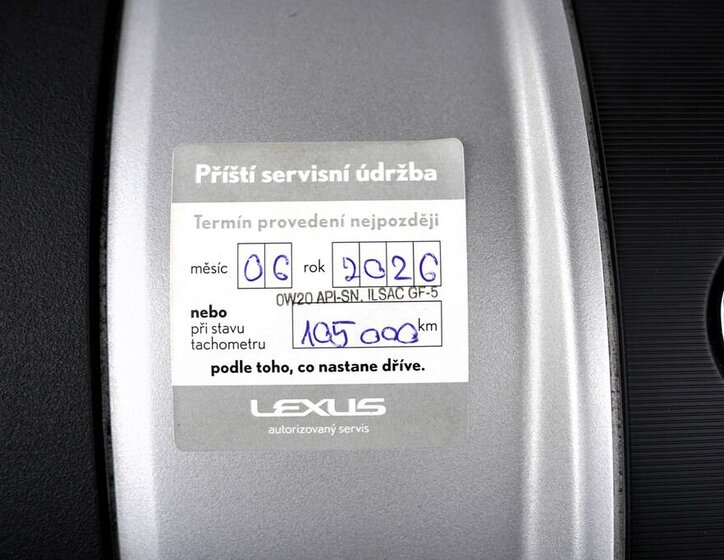 Příští servisní údržba
Termín provedení nejpozději
měsíc 06 rok 2026
0W20 API-SN, ILSAC GF-5
nebo
při stavu
tachometru 105 000 km
podle toho, co nastane dříve.
LEXUS
autorizovaný servis